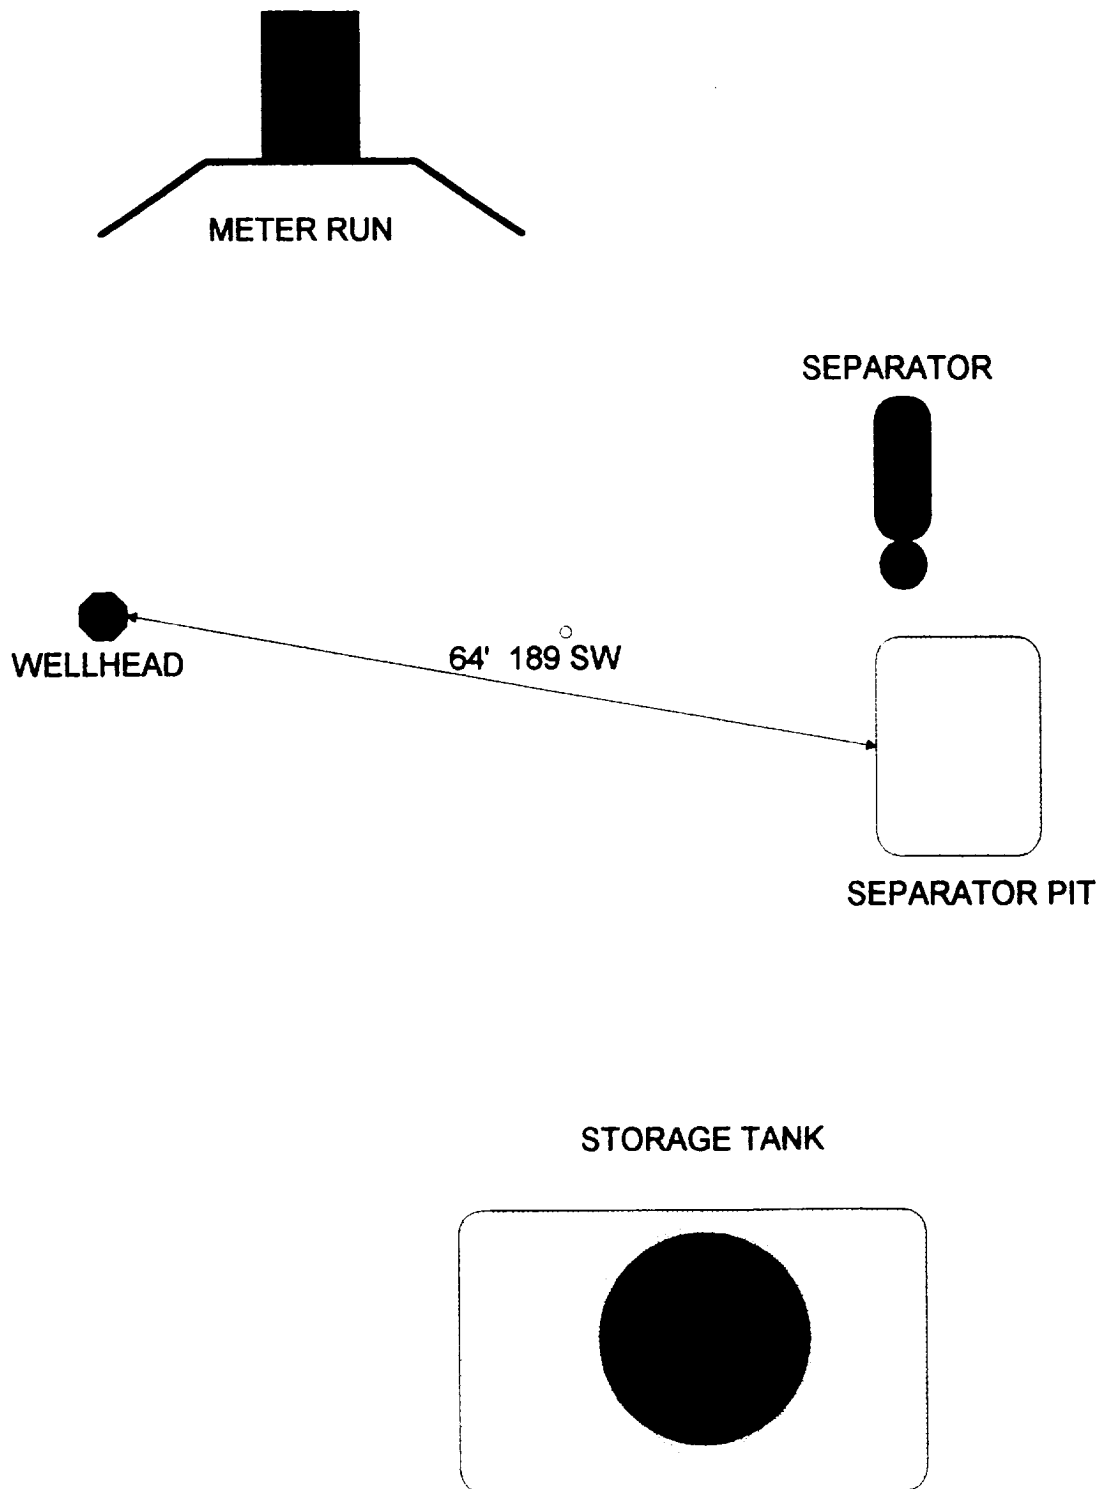 METER RUN
SEPARATOR
WELLHEAD
64' 189 SW
SEPARATOR PIT
STORAGE TANK